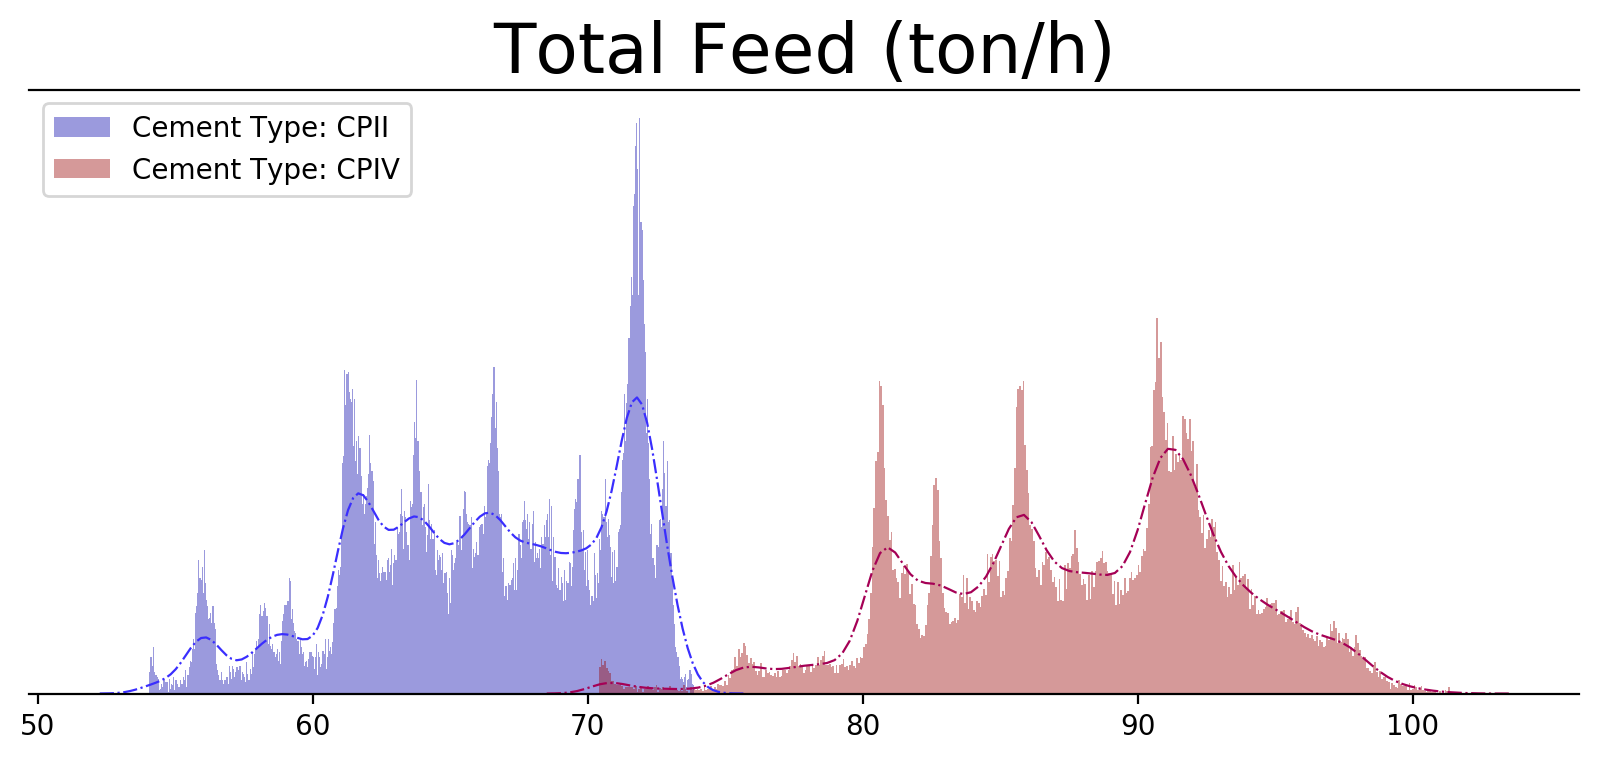 Total Feed (ton/h)
Cement Type: CPII
Cement Type: CPIV
50 60 70 80 90 100